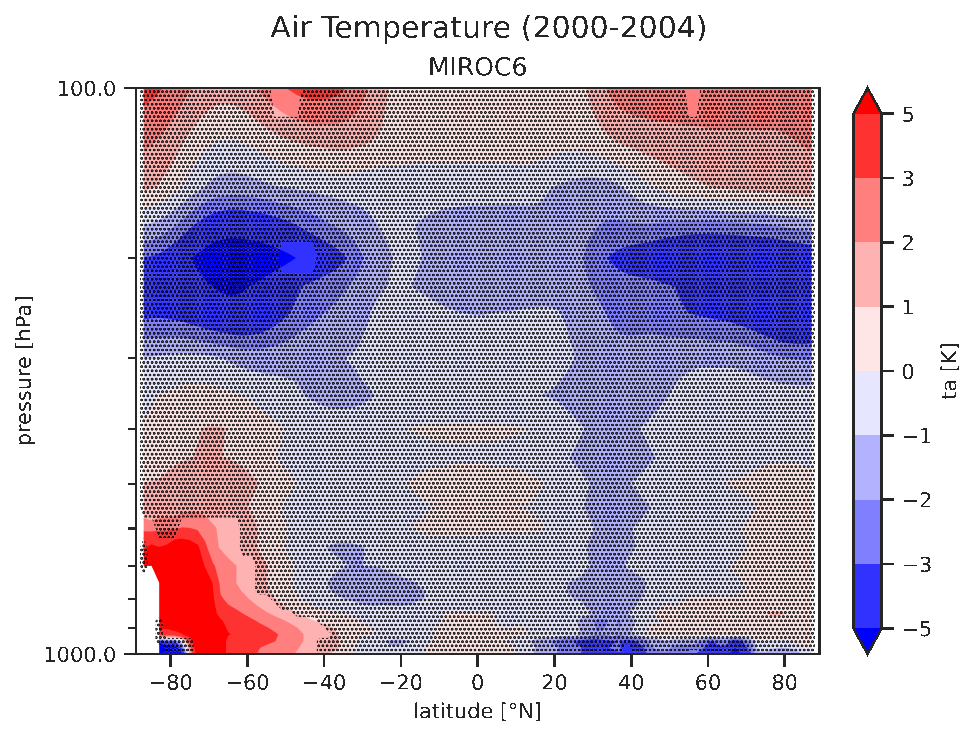 Air Temperature (2000-2004)
MIROC6
100.0
1000.0
pressure [hPa]
−80 −60 −40 −20 0 20 40 60 80
latitude [°N]
5
3
2
1
0
−1
−2
−3
−5
ta [K]